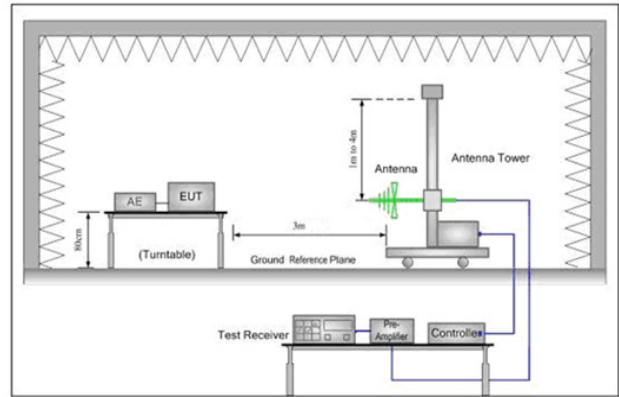 1m to 4m
Antenna
Antenna Tower
AE
EUT
80cm
(Turntable)
3m
Ground Reference Plane
Test Receiver
Pre-
Amplifier
Controller